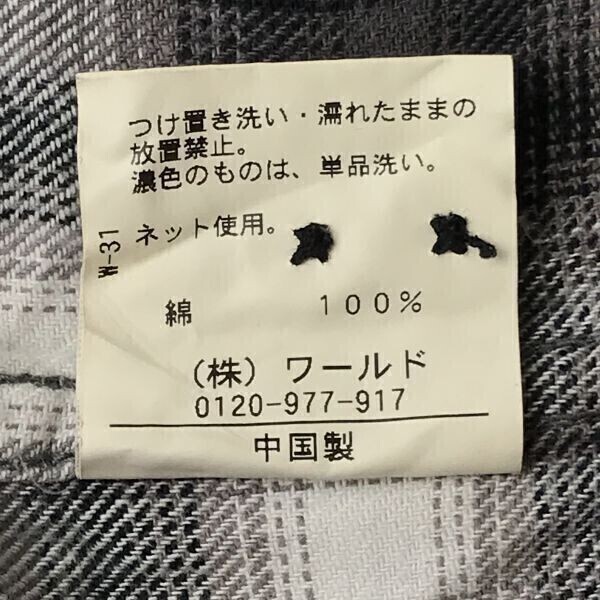 つけ置き洗い・濡れたままの
放置禁止。
濃色のものは、単品洗い。
ネット使用。
W-31
綿 100%
(株) ワールド
0120-977-917
中国製